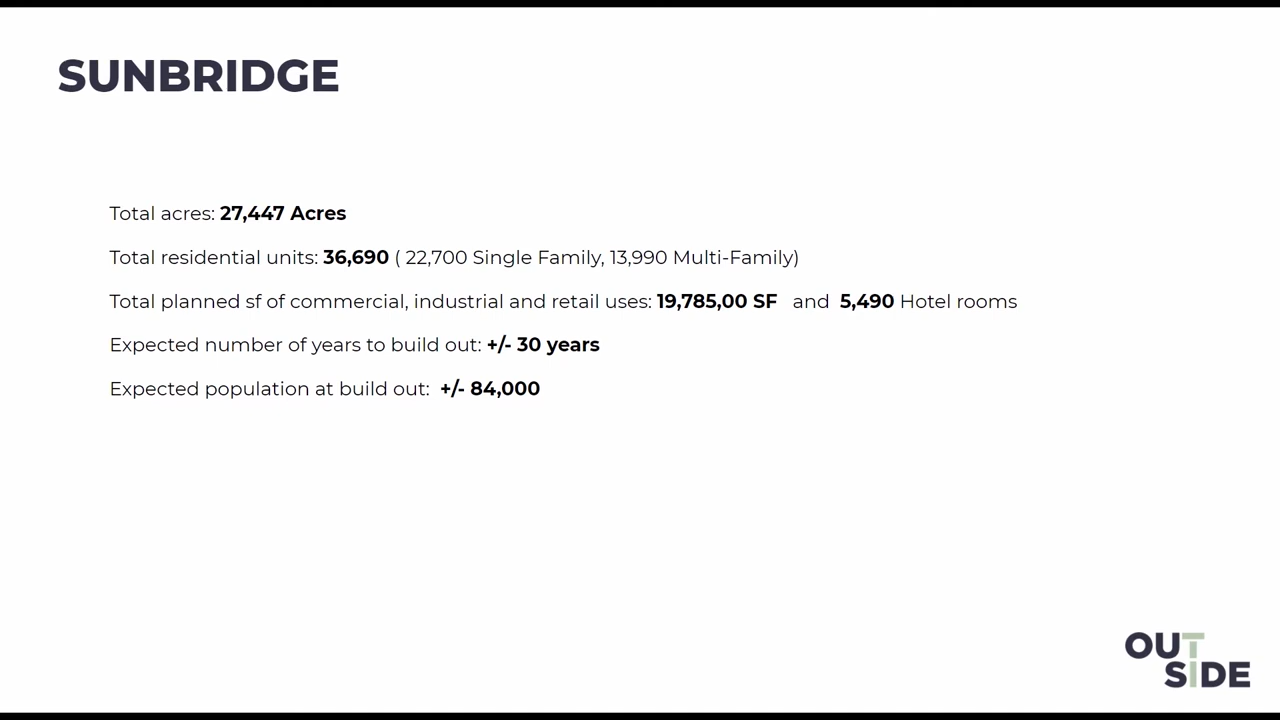 SUNBRIDGE
Total acres: 27,447 Acres
Total residential units: 36,690 ( 22,700 Single Family, 13,990 Multi-Family)
Total planned sf of commercial, industrial and retail uses: 19,785,00 SF and 5,490 Hotel rooms
Expected number of years to build out: +/- 30 years
Expected population at build out: +/- 84,000
OUT
SIDE